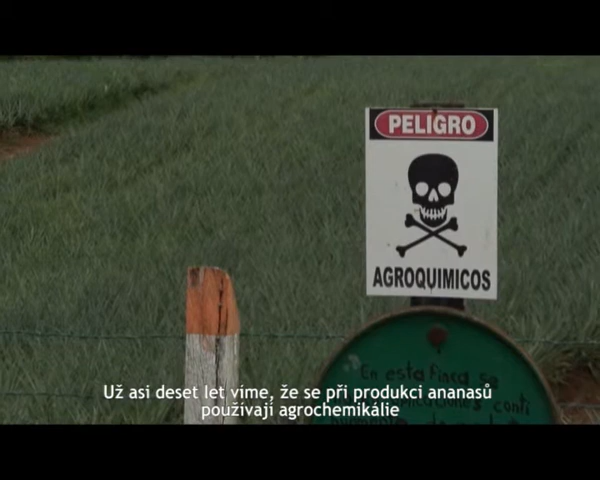 PELIGRO
AGROQUIMICOS
En esta finca se
Už asi deset let víme, že se při produkci ananasů
používají agrochemikálie